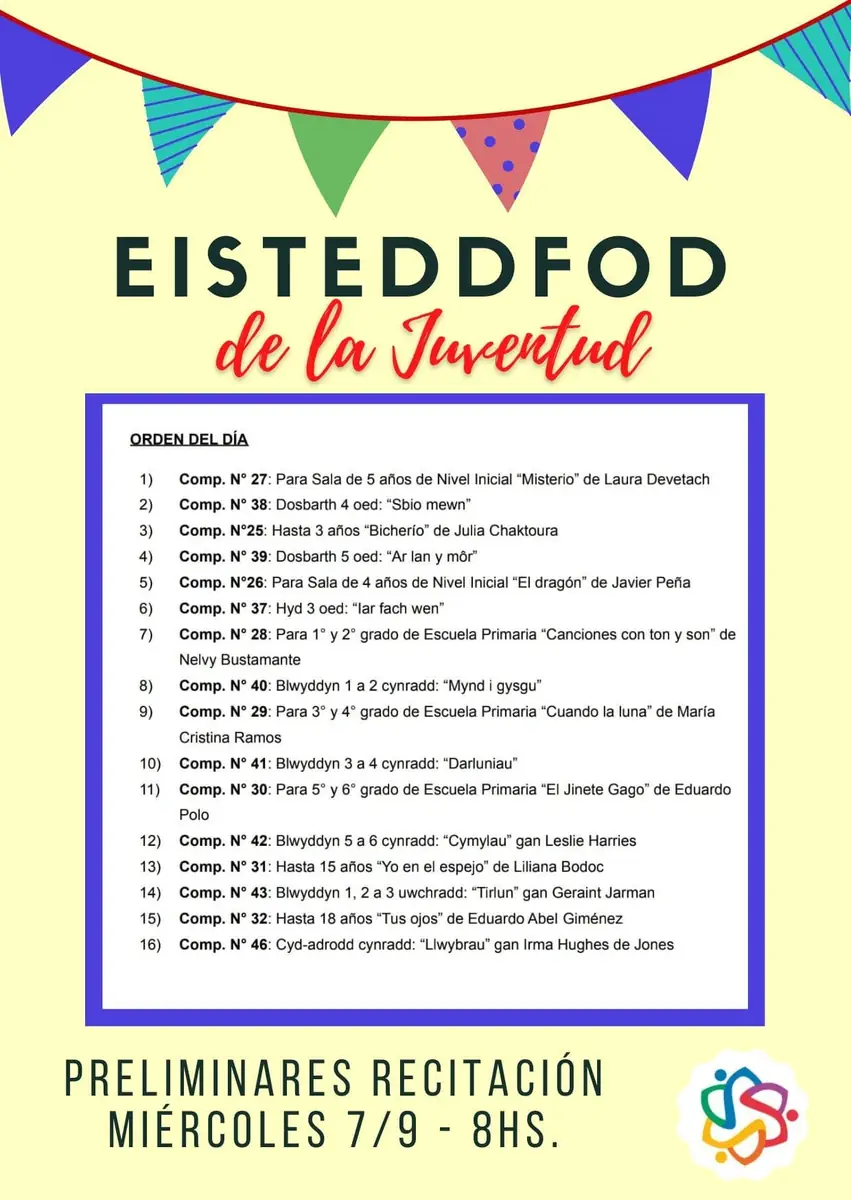 EISTEDDFOD
de la Juventud
ORDEN DEL DÍA
1) Comp. N° 27: Para Sala de 5 años de Nivel Inicial “Misterio” de Laura Devetach
2) Comp. N° 38: Dosbarth 4 oed: “Sbio mewn”
3) Comp. N°25: Hasta 3 años “Bicherío” de Julia Chaktoura
4) Comp. N° 39: Dosbarth 5 oed: “Ar lan y môr”
5) Comp. N°26: Para Sala de 4 años de Nivel Inicial “El dragón” de Javier Peña
6) Comp. N° 37: Hyd 3 oed: “Iar fach wen”
7) Comp. N° 28: Para 1° y 2° grado de Escuela Primaria “Canciones con ton y son” de
Nelvy Bustamante
8) Comp. N° 40: Blwyddyn 1 a 2 cynradd: “Mynd i gysgu”
9) Comp. N° 29: Para 3° y 4° grado de Escuela Primaria “Cuando la luna” de María
Cristina Ramos
10) Comp. N° 41: Blwyddyn 3 a 4 cynradd: “Darluniau”
11) Comp. N° 30: Para 5° y 6° grado de Escuela Primaria “El Jinete Gago” de Eduardo
Polo
12) Comp. N° 42: Blwyddyn 5 a 6 cynradd: “Cymylau” gan Leslie Harries
13) Comp. N° 31: Hasta 15 años “Yo en el espejo” de Liliana Bodoc
14) Comp. N° 43: Blwyddyn 1, 2 a 3 uwchradd: “Tirlun” gan Geraint Jarman
15) Comp. N° 32: Hasta 18 años “Tus ojos” de Eduardo Abel Giménez
16) Comp. N° 46: Cyd-adrodd cynradd: “Llwybrau” gan Irma Hughes de Jones
PRELIMINARES RECITACIÓN
MIÉRCOLES 7/9 - 8HS.